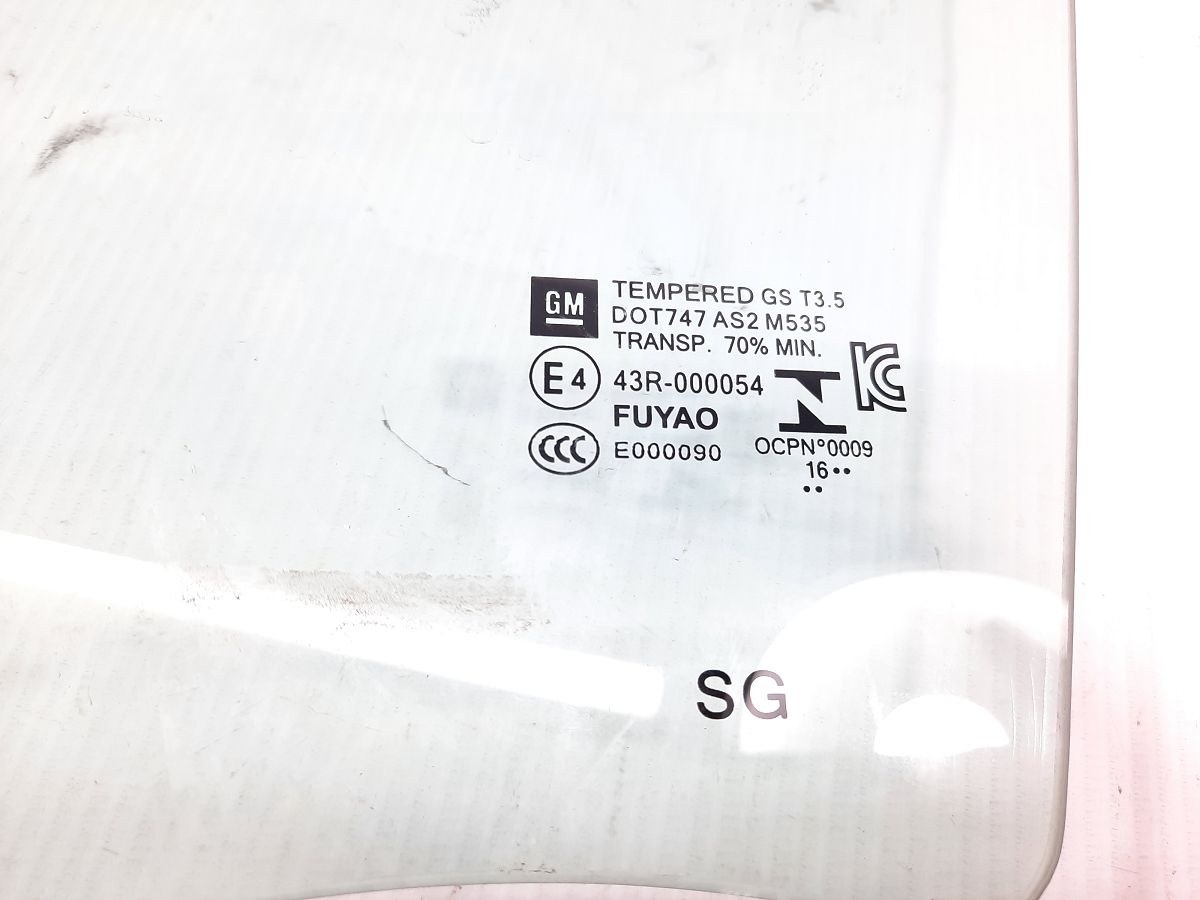 GM
TEMPERED GS T3.5
DOT747 AS2 M535
TRANSP. 70% MIN.
E4
43R-000054
KC
FUYAO
CCC
E000090
OCPN°0009
16••
••
SG